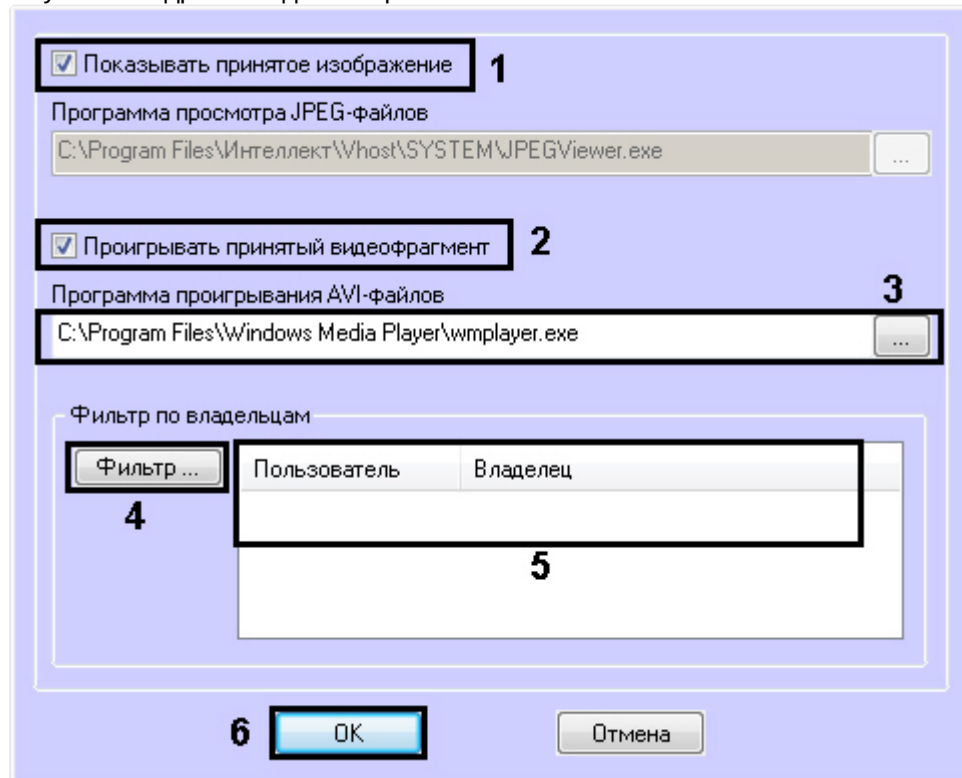 Показывать принятое изображение 1
Программа просмотра JPEG-файлов
C:\Program Files\Интеллект\Vhost\SYSTEM\JPEGViewer.exe ...
Проигрывать принятый видеофрагмент 2
Программа проигрывания AVI-файлов 3
C:\Program Files\Windows Media Player\wmplayer.exe ...
Фильтр по владельцам
Фильтр ... Пользователь Владелец
4
5
6 OK Отмена